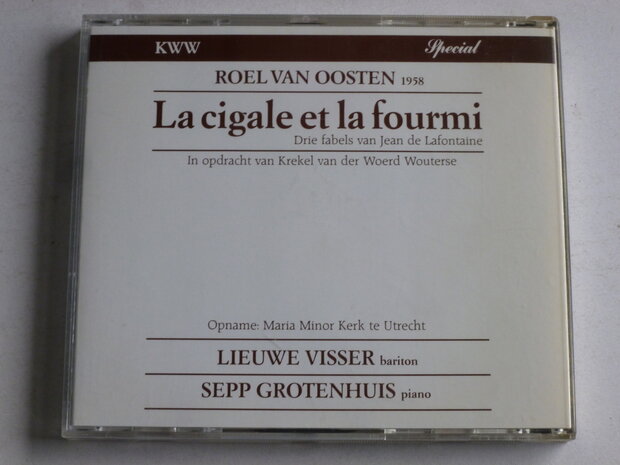 KWW Special
ROEL VAN OOSTEN 1958
La cigale et la fourmi
Drie fabels van Jean de Lafontaine
In opdracht van Krekel van der Woerd Wouterse
Opname: Maria Minor Kerk te Utrecht
LIEUWE VISSER bariton
SEPP GROTENHUIS piano